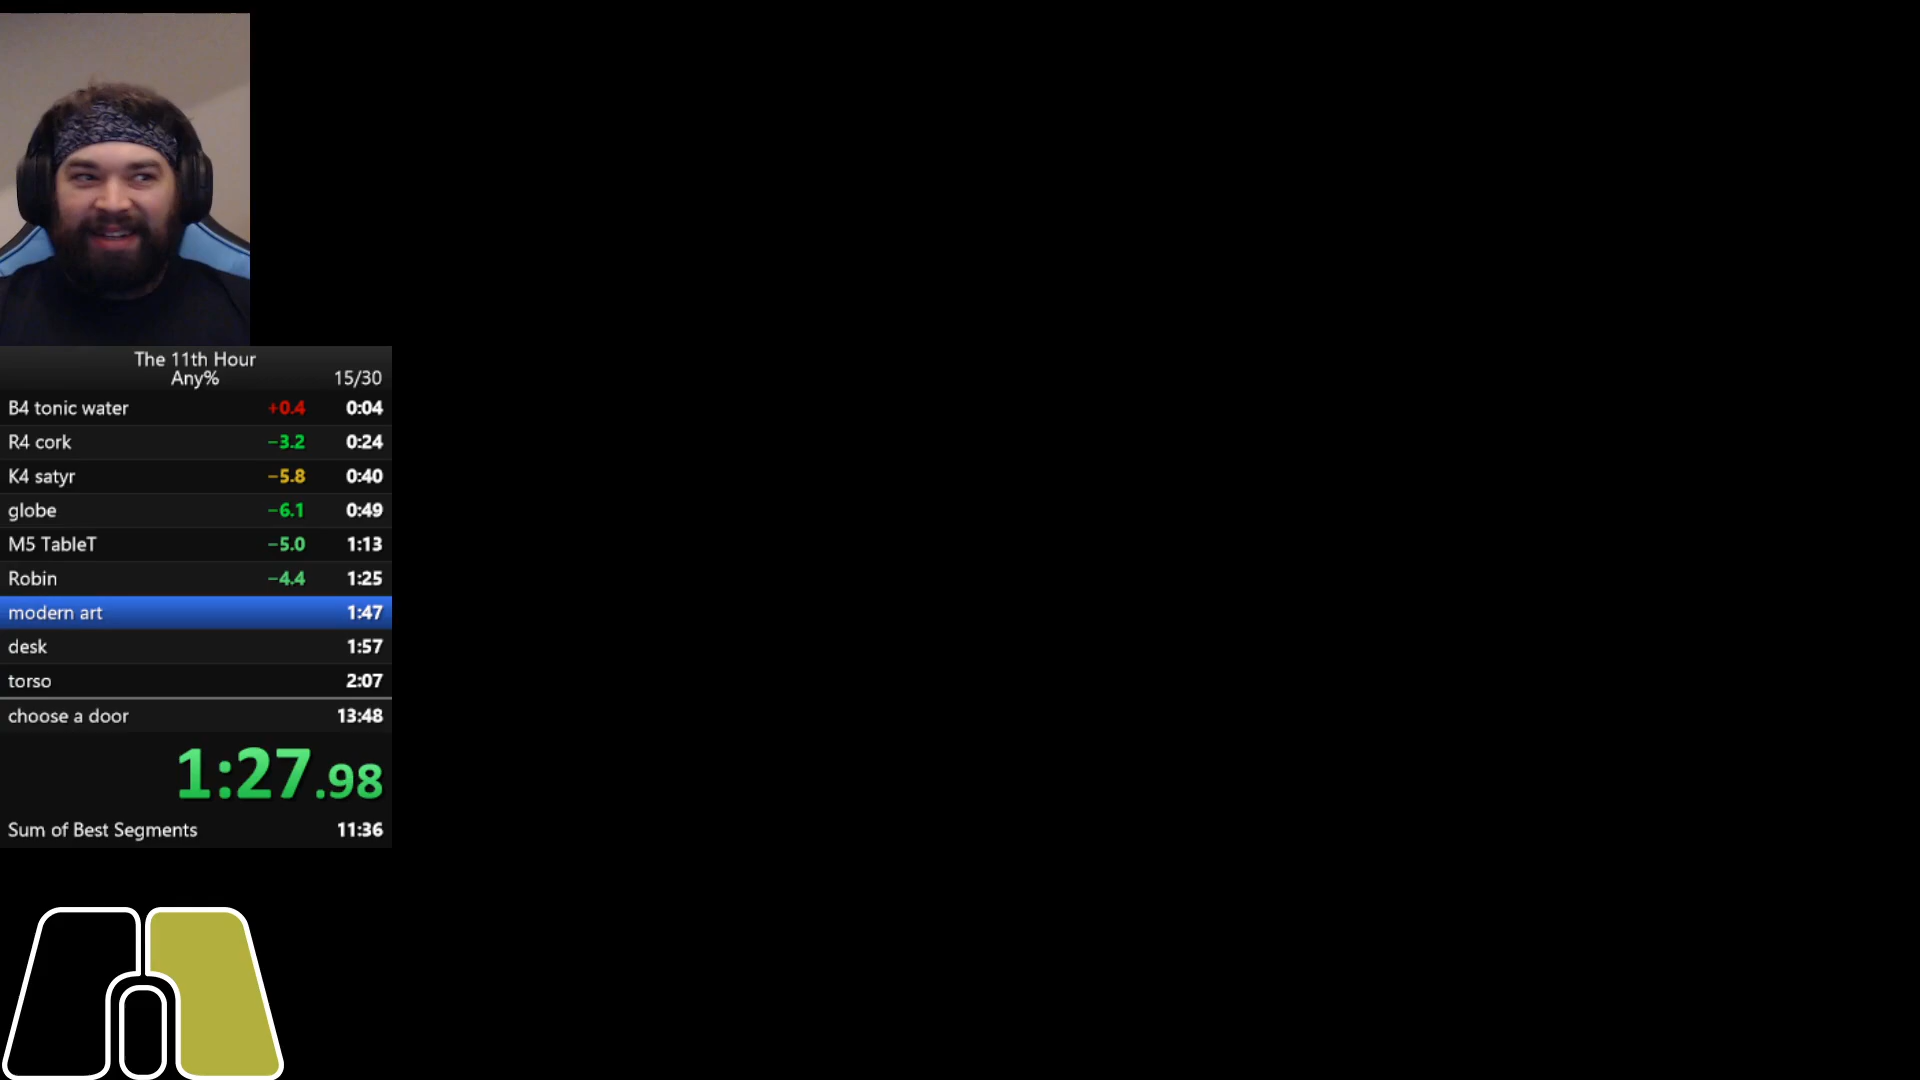 The 11th Hour
Any% 15/30
B4 tonic water +0.4 0:04
R4 cork −3.2 0:24
K4 satyr −5.8 0:40
globe −6.1 0:49
M5 TableT −5.0 1:13
Robin −4.4 1:25
modern art 1:47
desk 1:57
torso 2:07
choose a door 13:48
1:27.98
Sum of Best Segments 11:36